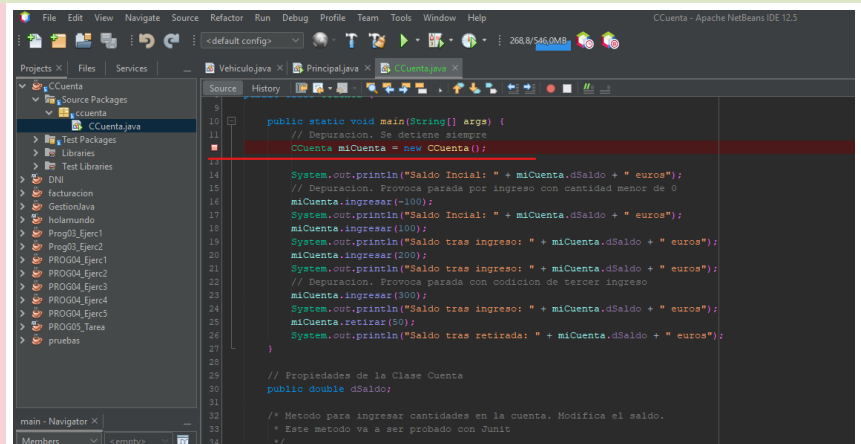 File Edit View Navigate Source Refactor Run Debug Profile Team Tools Window Help CCuenta - Apache NetBeans IDE 12.5
<default config> 268,8/546,0MB
Projects × Files Services Vehiculo.java × Principal.java × CCuenta.java ×
Source History
CCuenta
Source Packages
ccuenta
CCuenta.java
Test Packages
Libraries
Test Libraries
DNI
facturacion
GestionJava
holamundo
Prog03_Ejerc1
Prog03_Ejerc2
PROG04_Ejerc1
PROG04_Ejerc2
PROG04_Ejerc3
PROG04_Ejerc4
PROG04_Ejerc5
PROG05_Tarea
pruebas
main - Navigator ×
Members <empty>
9
10 public static void main(String[] args) {
11 // Depuracion. Se detiene siempre
CCuenta miCuenta = new CCuenta();
13
14 System.out.println("Saldo Incial: " + miCuenta.dSaldo + " euros");
15 // Depuracion. Provoca parada por ingreso con cantidad menor de 0
16 miCuenta.ingresar(-100);
17 System.out.println("Saldo Incial: " + miCuenta.dSaldo + " euros");
18 miCuenta.ingresar(100);
19 System.out.println("Saldo tras ingreso: " + miCuenta.dSaldo + " euros");
20 miCuenta.ingresar(200);
21 System.out.println("Saldo tras ingreso: " + miCuenta.dSaldo + " euros");
22 // Depuracion. Provoca parada con codicion de tercer ingreso
23 miCuenta.ingresar(300);
24 System.out.println("Saldo tras ingreso: " + miCuenta.dSaldo + " euros");
25 miCuenta.retirar(50);
26 System.out.println("Saldo tras retirada: " + miCuenta.dSaldo + " euros");
27 }
28
29 // Propiedades de la Clase Cuenta
30 public double dSaldo;
31
32 /* Metodo para ingresar cantidades en la cuenta. Modifica el saldo.
33 * Este metodo va a ser probado con Junit
34 */